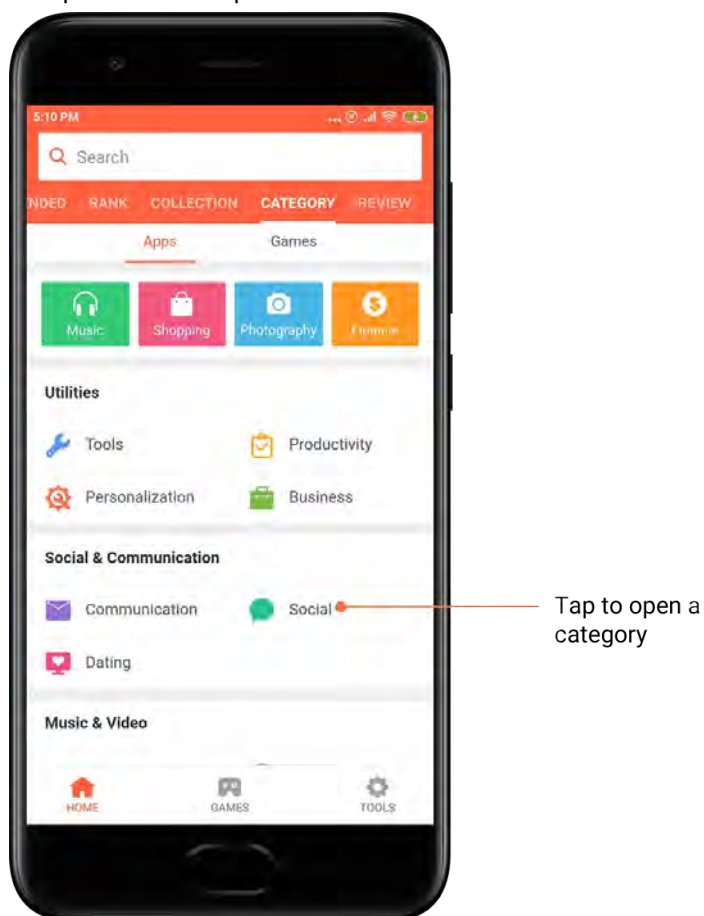 5:10 PM
Search
NDED RANK COLLECTION CATEGORY REVIEW
Apps Games
Music Shopping Photography Finance
Utilities
Tools Productivity
Personalization Business
Social & Communication
Communication Social
Tap to open a
category
Dating
Music & Video
HOME GAMES TOOLS